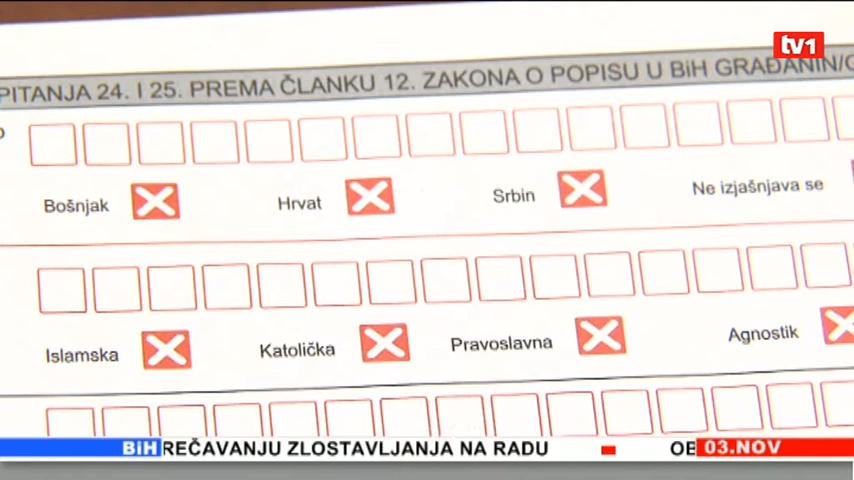 tv1
PITANJA 24. I 25. PREMA ČLANKU 12. ZAKONA O POPISU U BiH GRAĐANIN/
Bošnjak Hrvat Srbin Ne izjašnjava se
Islamska Katolička Pravoslavna Agnostik
BiH REČAVANJU ZLOSTAVLJANJA NA RADU OB 03.NOV